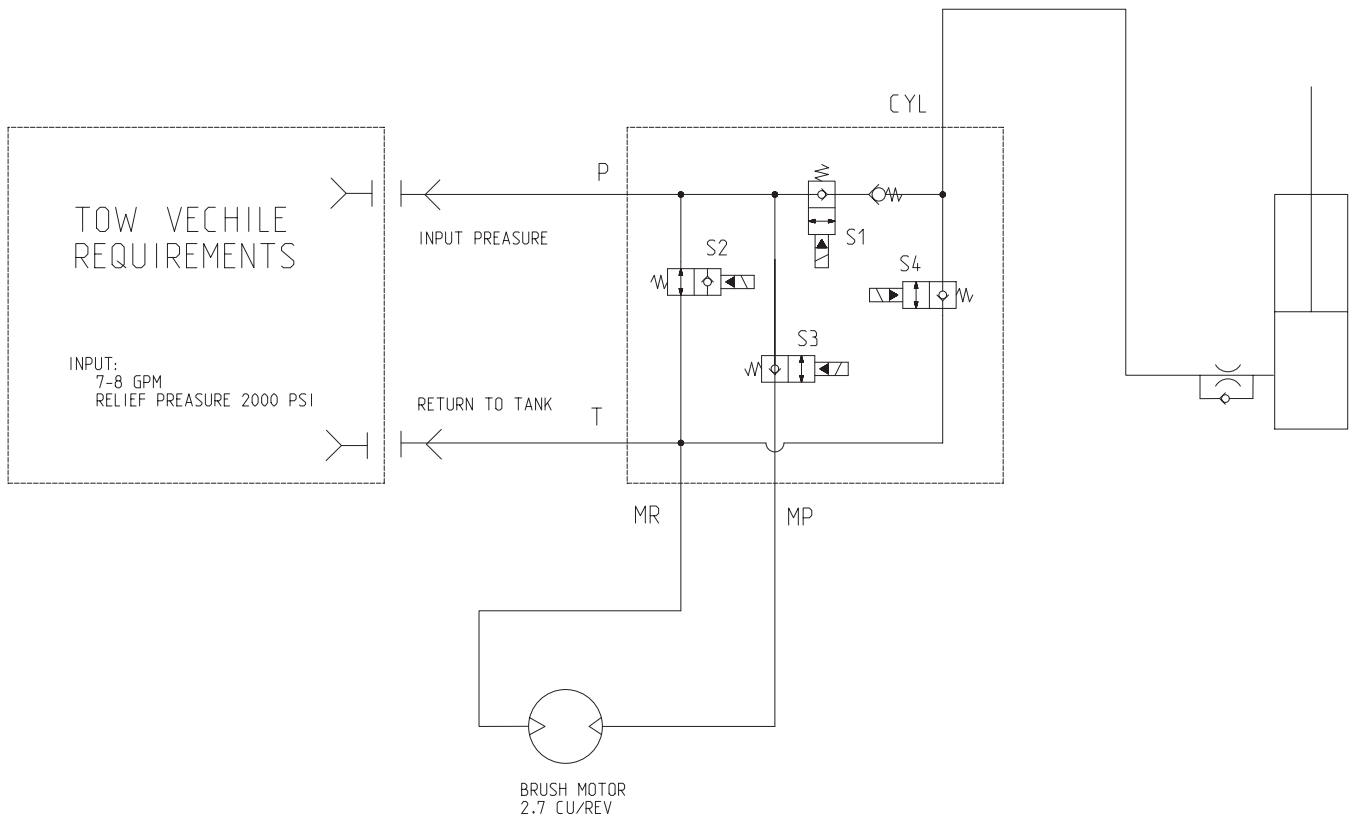 CYL
P
TOW VECHILE
REQUIREMENTS
INPUT PREASURE
S1
S2
S4
S3
INPUT:
7-8 GPM
RELIEF PREASURE 2000 PSI
RETURN TO TANK
T
MR
MP
BRUSH MOTOR
2.7 CU/REV